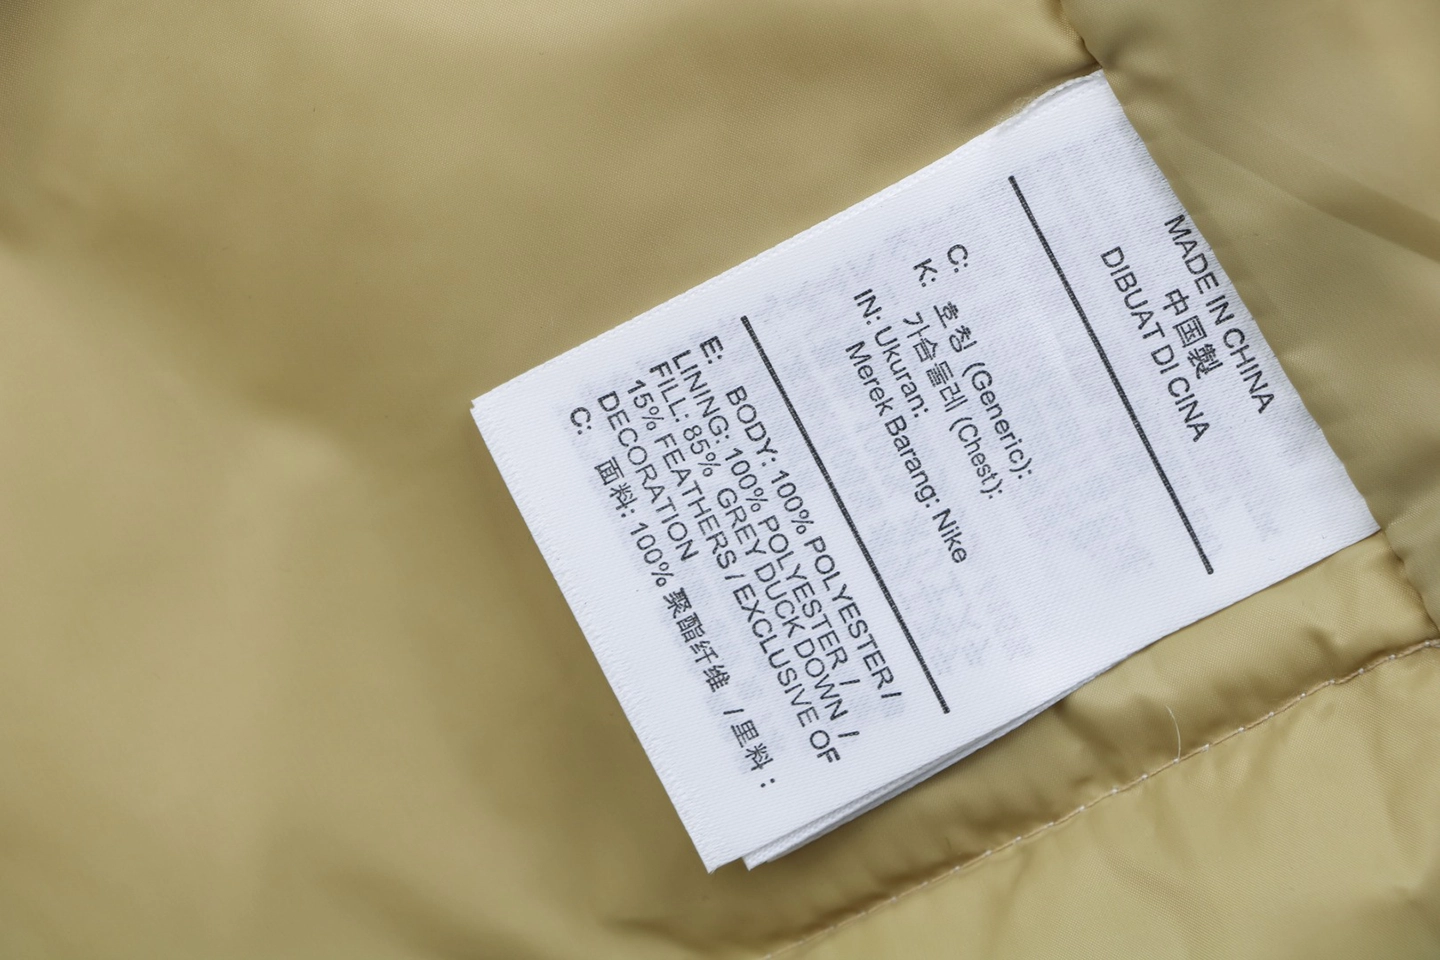 MADE IN CHINA
中国製
DIBUAT DI CINA
C:
K: 호칭 (Generic):
가슴둘레 (Chest):
IN: Ukuran:
Merek Barang: Nike
E: BODY: 100% POLYESTER /
LINING: 100% POLYESTER /
FILL: 85% GREY DUCK DOWN /
15% FEATHERS / EXCLUSIVE OF
DECORATION
C: 面料: 100% 聚酯纤维 / 里料: